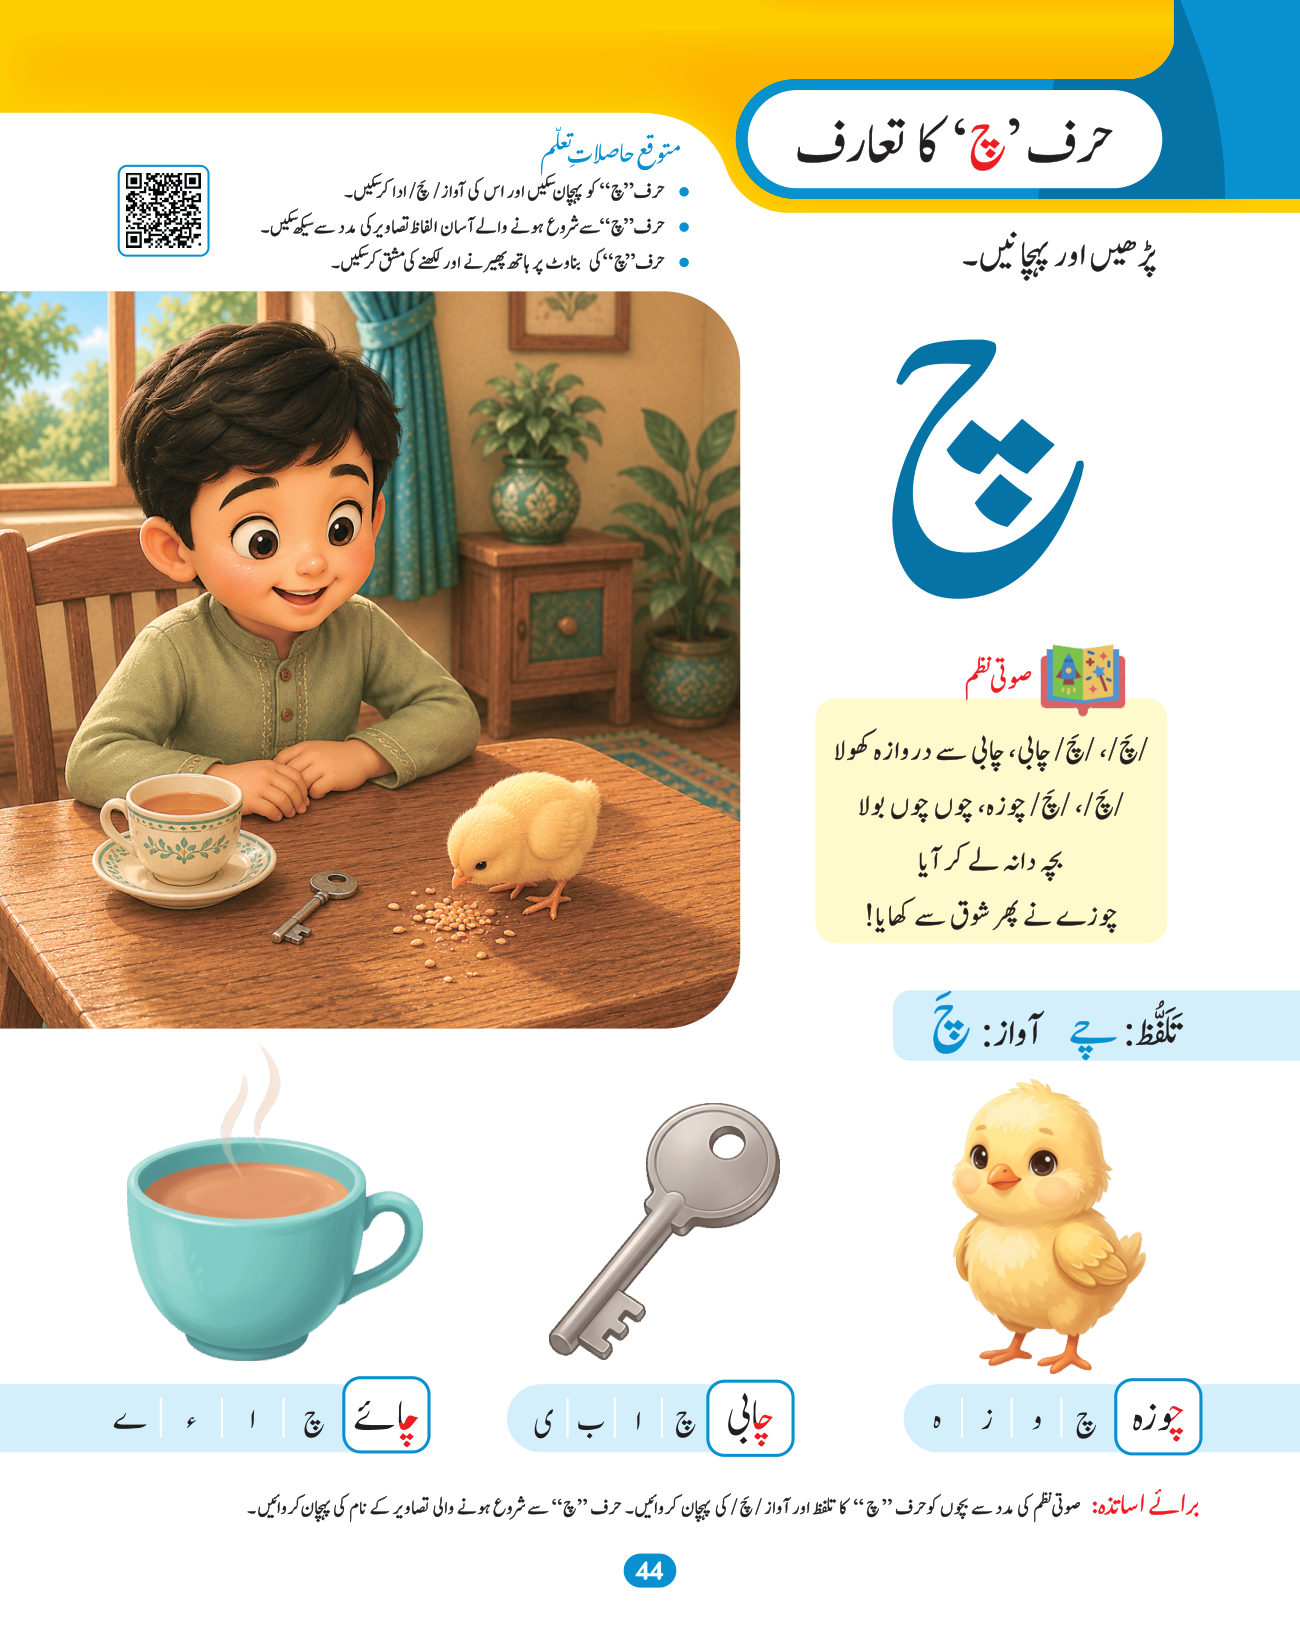 حرف ’چ‘ کا تعارف
متوقع حاصلاتِ تعلّم
حرف ”چ“ کو پہچان سکیں اور اس کی آواز /چَ/ ادا کر سکیں۔
حرف ”چ“ سے شروع ہونے والے آسان الفاظ تصاویر کی مدد سے سیکھ سکیں۔
حرف ”چ“ کی بناوٹ پر ہاتھ پھیرنے اور لکھنے کی مشق کر سکیں۔
پڑھیں اور پہچانیں۔
چ
صوتی نظم
/چَ/، /چَ/ چابی، چابی سے دروازہ کھولا
/چَ/، /چَ/ چوزہ، چوں چوں بولا
بچہ دانہ لے کر آیا
چوزے نے پھر شوق سے کھایا!
تَلَفُّظ: چے آواز: چَ
چوزہ چ و ز ہ
چابی چ ا ب ی
چائے چ ا ء ے
برائے اساتذہ: صوتی نظم کی مدد سے بچوں کو حرف ”چ“ کا تلفظ اور آواز /چَ/ کی پہچان کروائیں۔ حرف ”چ“ سے شروع ہونے والی تصاویر کے نام کی پہچان کروائیں۔
44